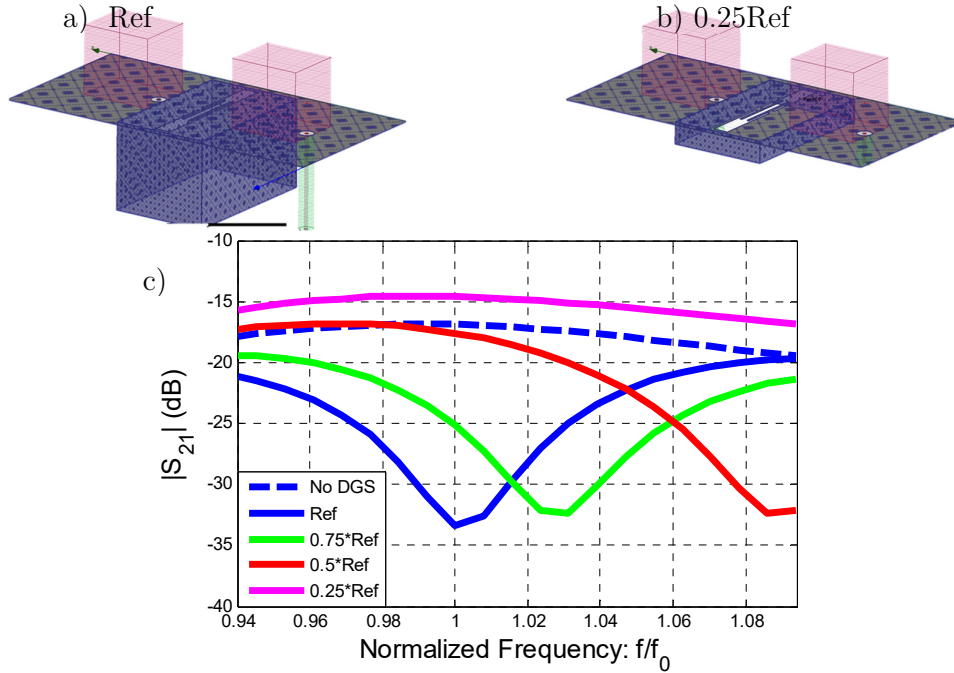 a) Ref
b) 0.25Ref
c)
|S21| (dB)
-10
-15
-20
-25
-30
-35
-40
No DGS
Ref
0.75*Ref
0.5*Ref
0.25*Ref
0.94
0.96
0.98
1
1.02
1.04
1.06
1.08
Normalized Frequency: f/f0